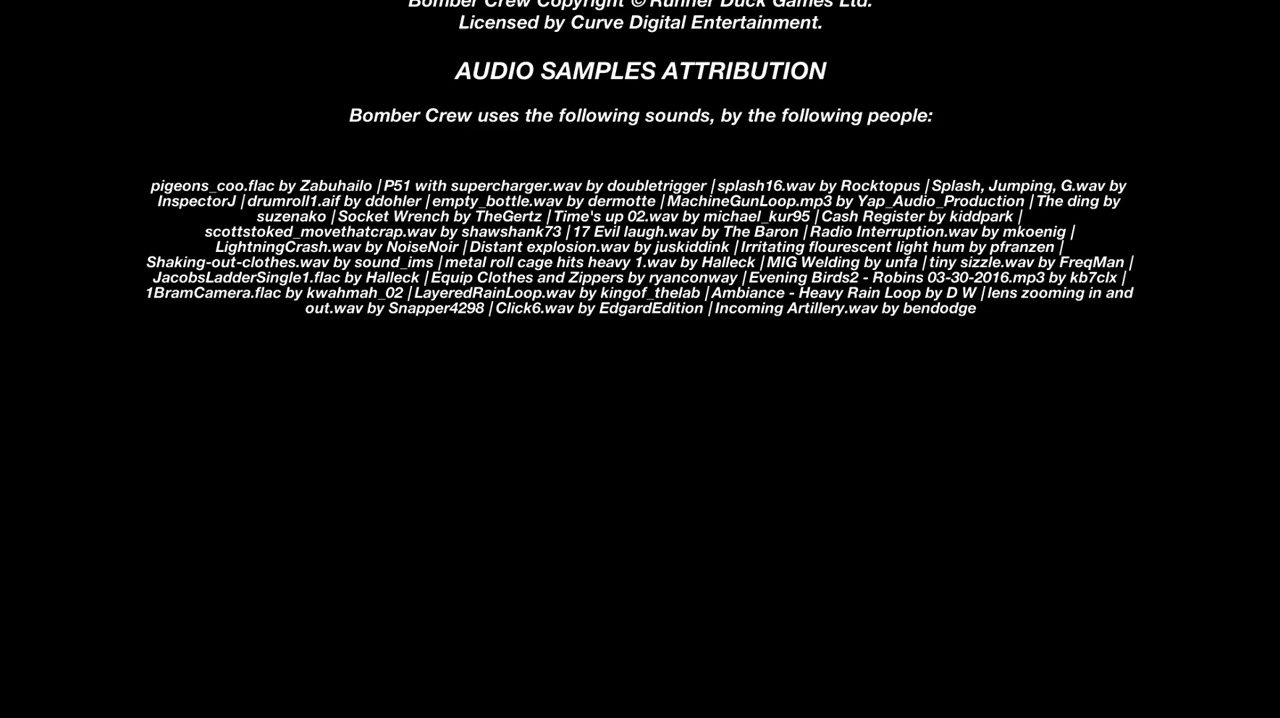 Bomber Crew Copyright © Runner Duck Games Ltd.
Licensed by Curve Digital Entertainment.
AUDIO SAMPLES ATTRIBUTION
Bomber Crew uses the following sounds, by the following people:
pigeons_coo.flac by Zabuhailo | P51 with supercharger.wav by doubletrigger | splash16.wav by Rocktopus | Splash, Jumping, G.wav by
InspectorJ | drumroll1.aif by ddohler | empty_bottle.wav by dermotte | MachineGunLoop.mp3 by Yap_Audio_Production | The ding by
suzenako | Socket Wrench by TheGertz | Time's up 02.wav by michael_kur95 | Cash Register by kiddpark |
scottstoked_movethatcrap.wav by shawshank73 | 17 Evil laugh.wav by The Baron | Radio Interruption.wav by mkoenig |
LightningCrash.wav by NoiseNoir | Distant explosion.wav by juskiddink | Irritating flourescent light hum by pfranzen |
Shaking-out-clothes.wav by sound_ims | metal roll cage hits heavy 1.wav by Halleck | MIG Welding by unfa | tiny sizzle.wav by FreqMan |
JacobsLadderSingle1.flac by Halleck | Equip Clothes and Zippers by ryanconway | Evening Birds2 - Robins 03-30-2016.mp3 by kb7clx |
1BramCamera.flac by kwahmah_02 | LayeredRainLoop.wav by kingof_thelab | Ambiance - Heavy Rain Loop by D W | lens zooming in and
out.wav by Snapper4298 | Click6.wav by EdgardEdition | Incoming Artillery.wav by bendodge